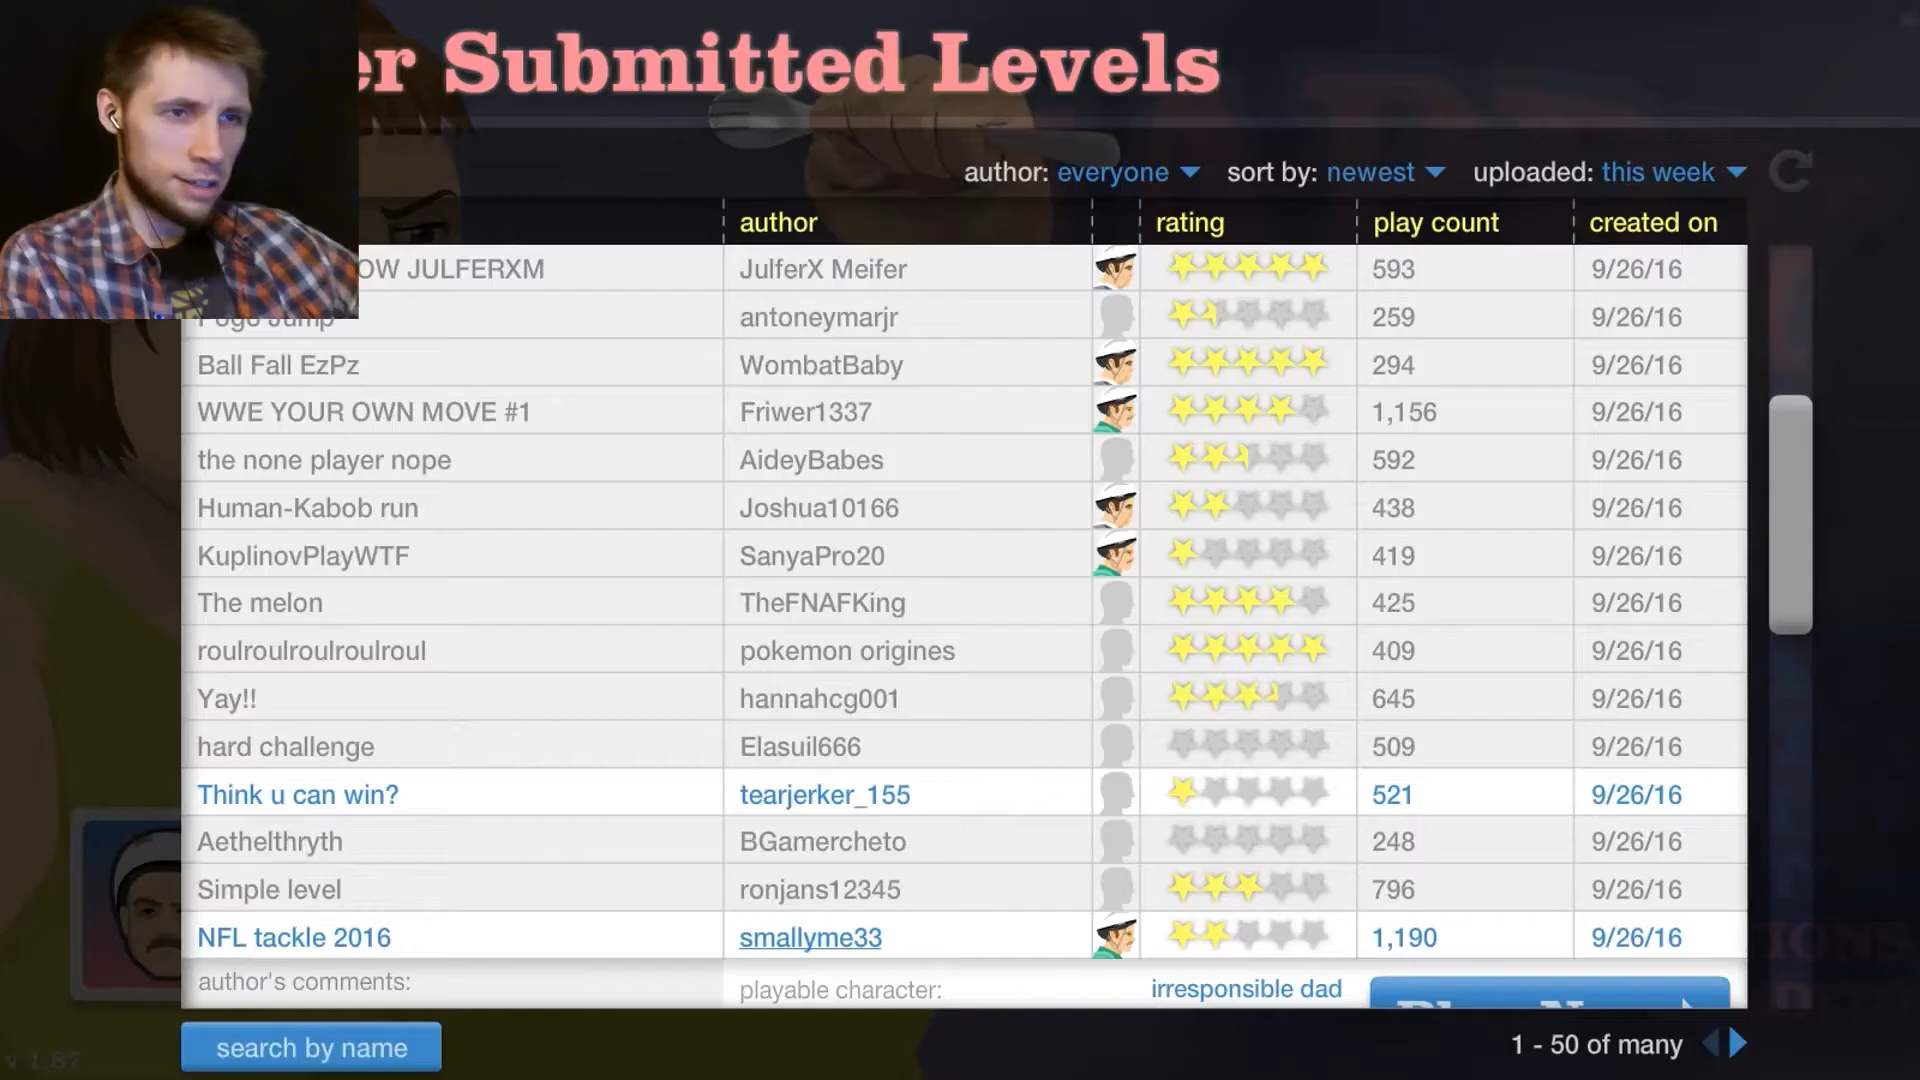 er Submitted Levels
author: everyone sort by: newest uploaded: this week
author rating play count created on
OW JULFERXM JulferX Meifer 593 9/26/16
Pogo Jump antoneymarjr 259 9/26/16
Ball Fall EzPz WombatBaby 294 9/26/16
WWE YOUR OWN MOVE #1 Friwer1337 1,156 9/26/16
the none player nope AideyBabes 592 9/26/16
Human-Kabob run Joshua10166 438 9/26/16
KuplinovPlayWTF SanyaPro20 419 9/26/16
The melon TheFNAFKing 425 9/26/16
roulroulroulroulroul pokemon origines 409 9/26/16
Yay!! hannahcg001 645 9/26/16
hard challenge Elasuil666 509 9/26/16
Think u can win? tearjerker_155 521 9/26/16
Aethelthryth BGamercheto 248 9/26/16
Simple level ronjans12345 796 9/26/16
NFL tackle 2016 smallyme33 1,190 9/26/16
author's comments: playable character: irresponsible dad
search by name 1 - 50 of many
v 1.87